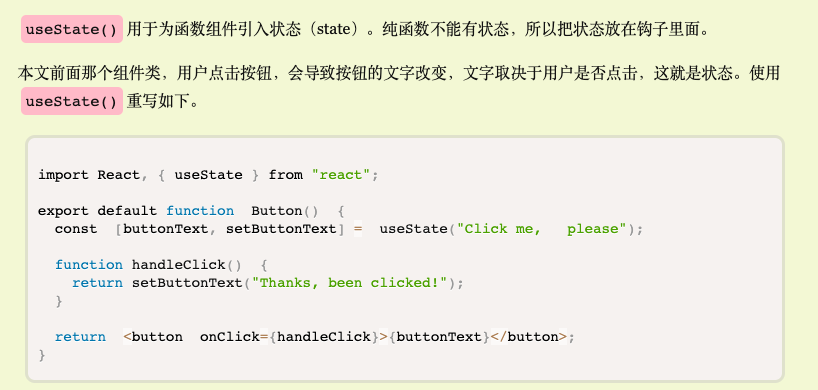 useState() 用于为函数组件引入状态（state）。纯函数不能有状态，所以把状态放在钩子里面。
本文前面那个组件类，用户点击按钮，会导致按钮的文字改变，文字取决于用户是否点击，这就是状态。使用
useState() 重写如下。
import React, { useState } from "react";
export default function  Button()  {
  const  [buttonText, setButtonText] =  useState("Click me,   please");
  function handleClick()  {
    return setButtonText("Thanks, been clicked!");
  }
  return  <button  onClick={handleClick}>{buttonText}</button>;
}